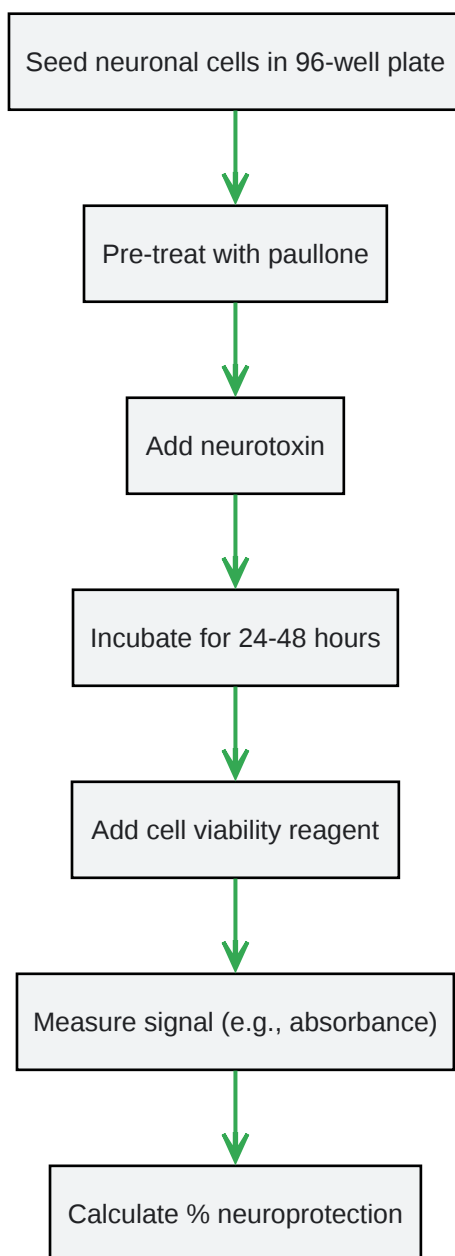 Seed neuronal cells in 96-well plate
Pre-treat with paullone
Add neurotoxin
Incubate for 24-48 hours
Add cell viability reagent
Measure signal (e.g., absorbance)
Calculate % neuroprotection